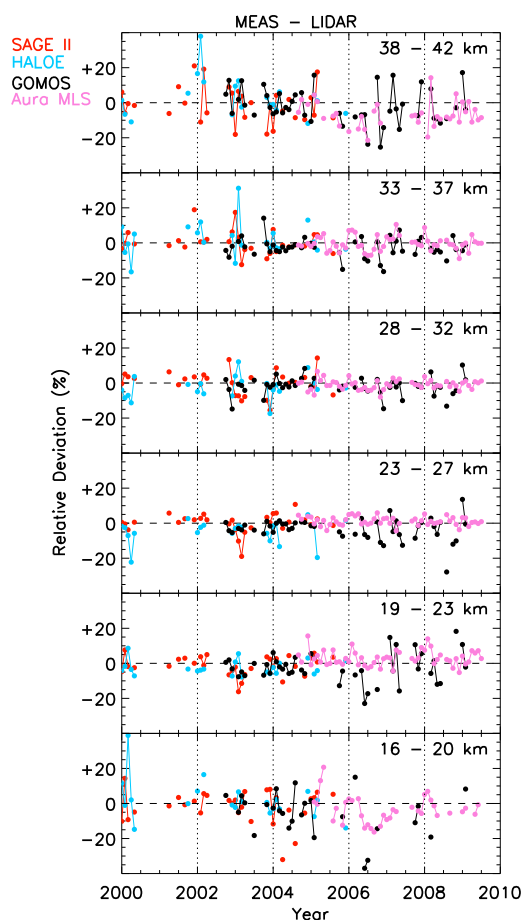 MEAS – LIDAR
SAGE II
HALOE
GOMOS
Aura MLS
38 – 42 km
+20
0
−20
33 – 37 km
+20
0
−20
28 – 32 km
+20
0
−20
Relative Deviation (%)
23 – 27 km
+20
0
−20
19 – 23 km
+20
0
−20
16 – 20 km
+20
0
−20
2000 2002 2004 2006 2008 2010
Year